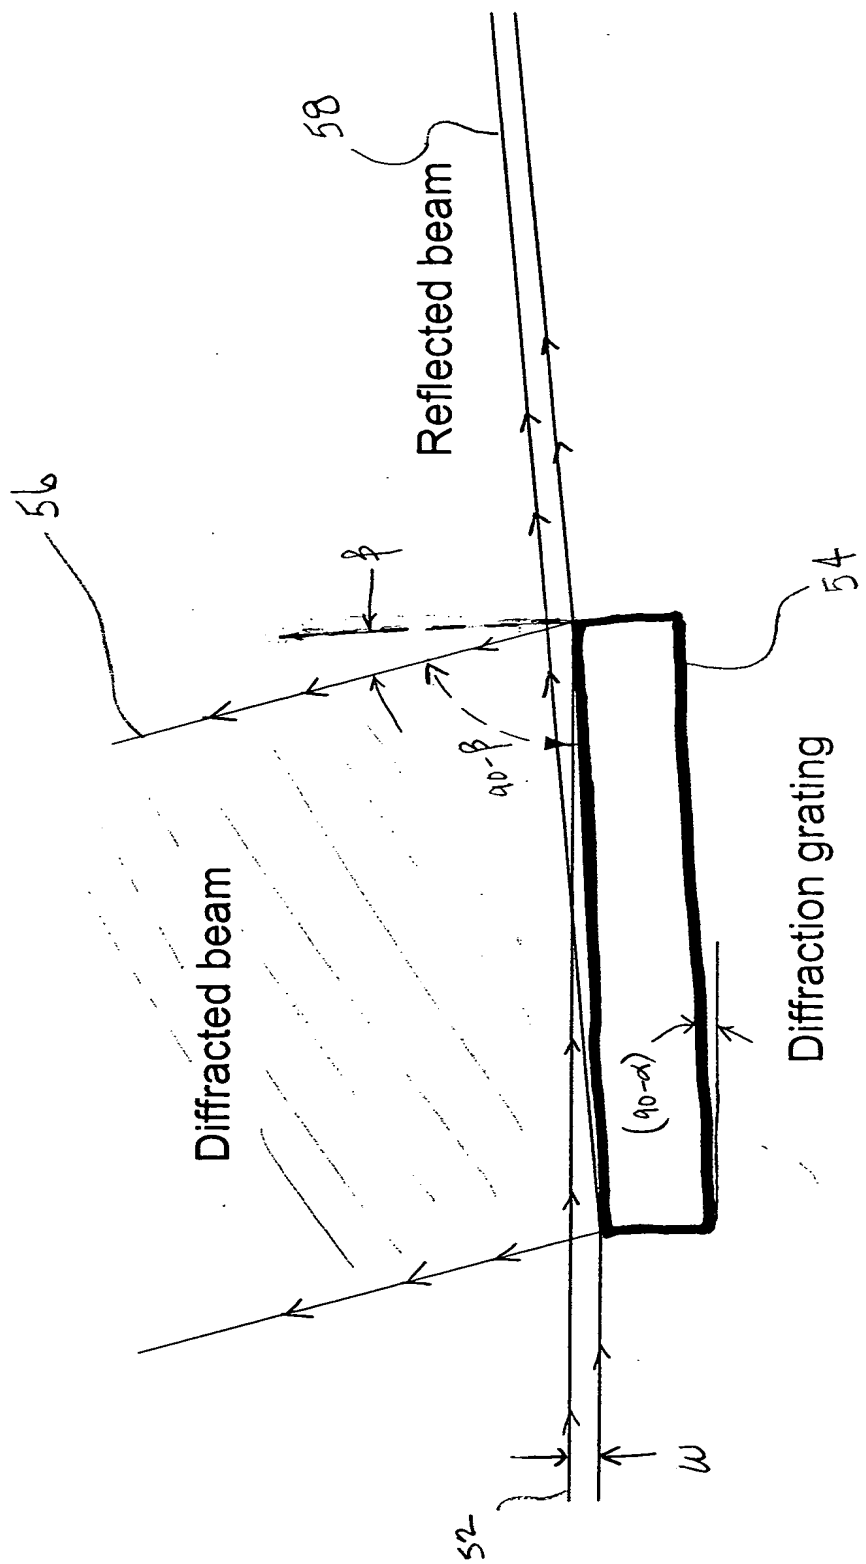 56
Diffracted beam
58
β
Reflected beam
52
90-β
(90-α)
w
Diffraction grating
54